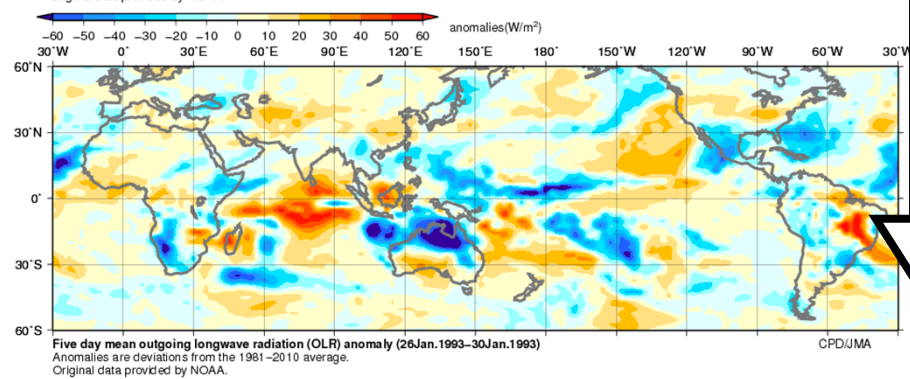 −60 −50 −40 −30 −20 −10 0 10 20 30 40 50 60 anomalies(W/m²)
30°W 0° 30°E 60°E 90°E 120°E 150°E 180° 150°W 120°W 90°W 60°W 30°W
60°N
30°N
0°
30°S
60°S
Five day mean outgoing longwave radiation (OLR) anomaly (26Jan.1993−30Jan.1993) CPD/JMA
Anomalies are deviations from the 1981−2010 average.
Original data provided by NOAA.